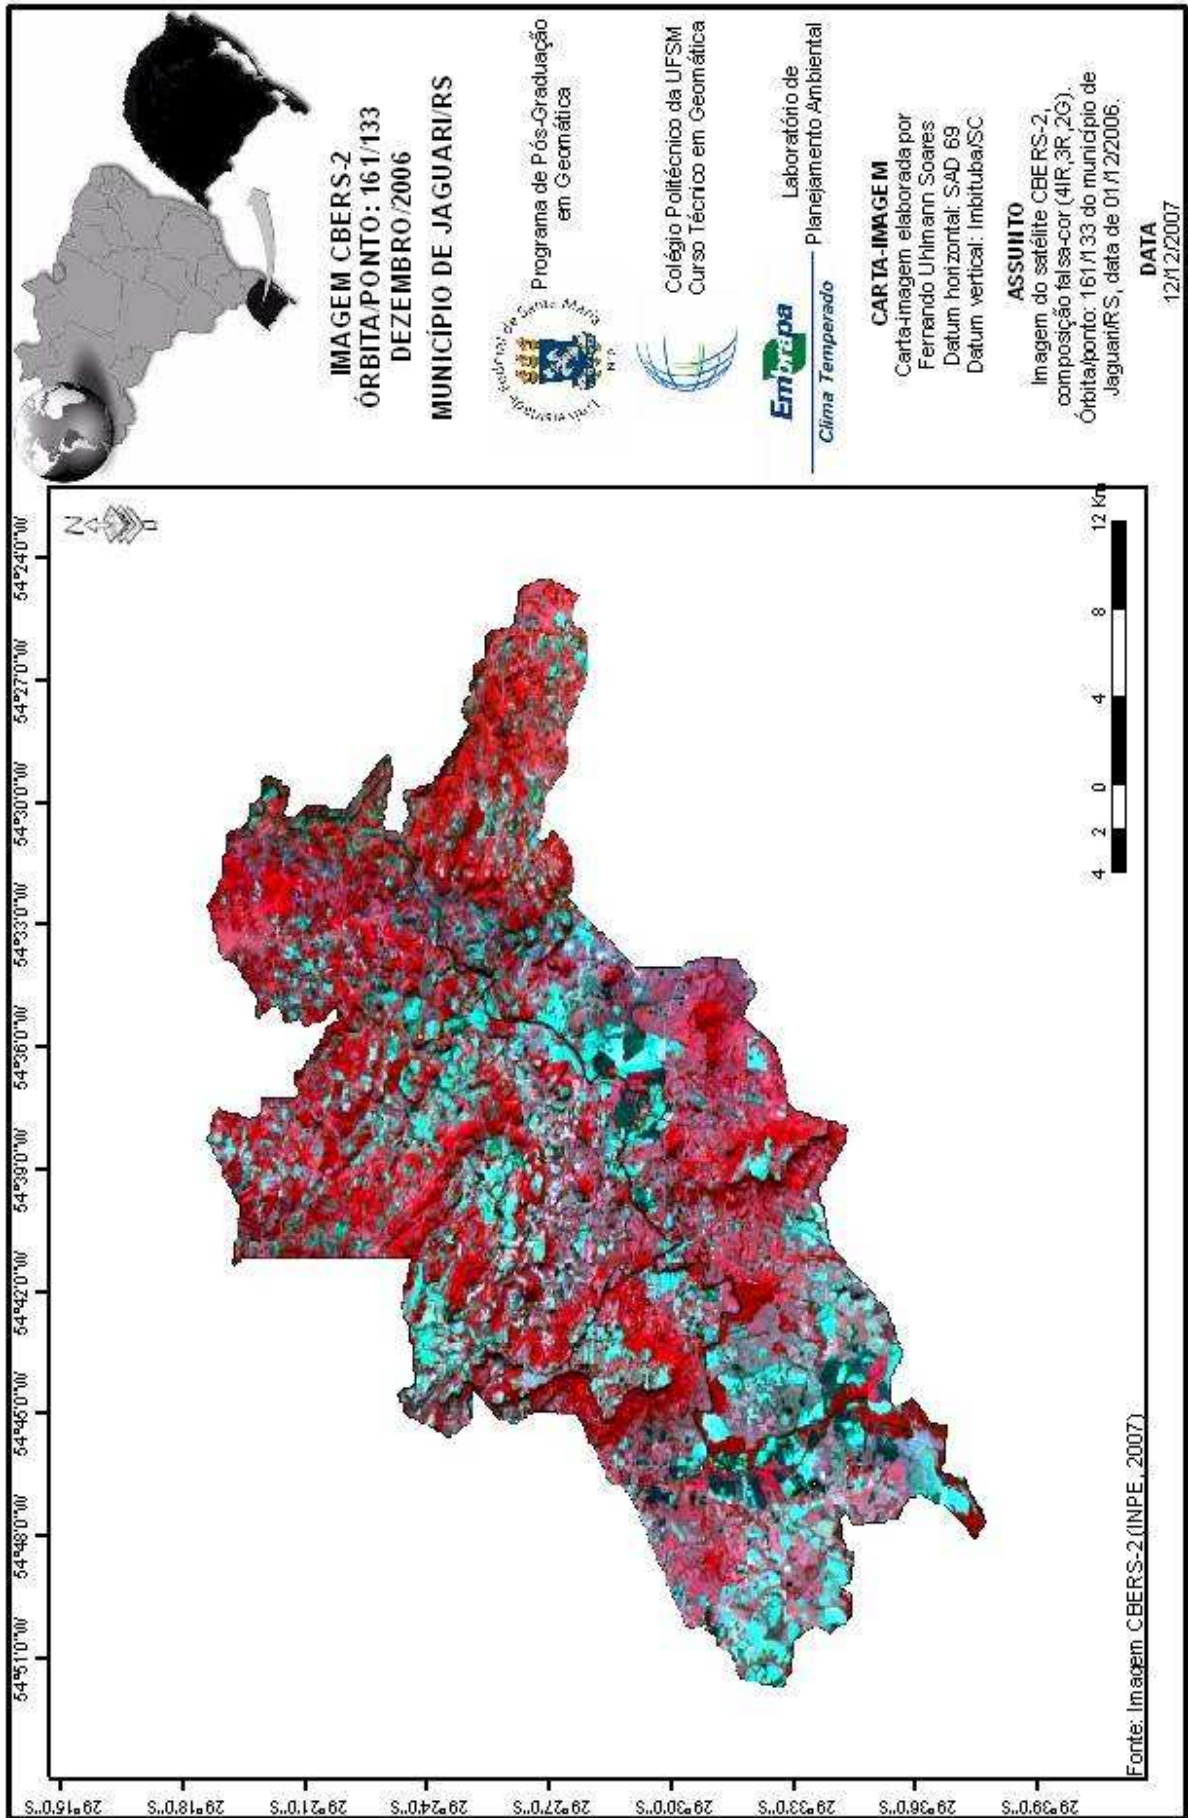 54°51'0"W
54°48'0"W
54°45'0"W
54°42'0"W
54°39'0"W
54°36'0"W
54°33'0"W
54°30'0"W
54°27'0"W
54°24'0"W
29°15'0"S
29°18'0"S
29°21'0"S
29°24'0"S
29°27'0"S
29°30'0"S
29°33'0"S
29°36'0"S
29°39'0"S
N
4 2 0 4 8 12 Km
Fonte: Imagem CBERS-2 (INPE, 2007)
IMAGEM CBERS-2
ÓRBITA/PONTO: 161/133
DEZEMBRO/2006
MUNICÍPIO DE JAGUARI/RS
Universidade Federal de Santa Maria
Programa de Pós-Graduação
em Geomática
Colégio Politécnico da UFSM
Curso Técnico em Geomática
Embrapa
Clima Temperado
Laboratório de
Planejamento Ambiental
CARTA-IMAGEM
Carta-imagem elaborada por
Fernando Uhlmann Soares
Datum horizontal: SAD 69
Datum vertical: Imbituba/SC
ASSUNTO
Imagem do satélite CBERS-2,
composição falsa-cor (4IR,3R,2G).
Órbita/ponto: 161/133 do município de
Jaguari/RS, data de 01/12/2006.
DATA
12/12/2007